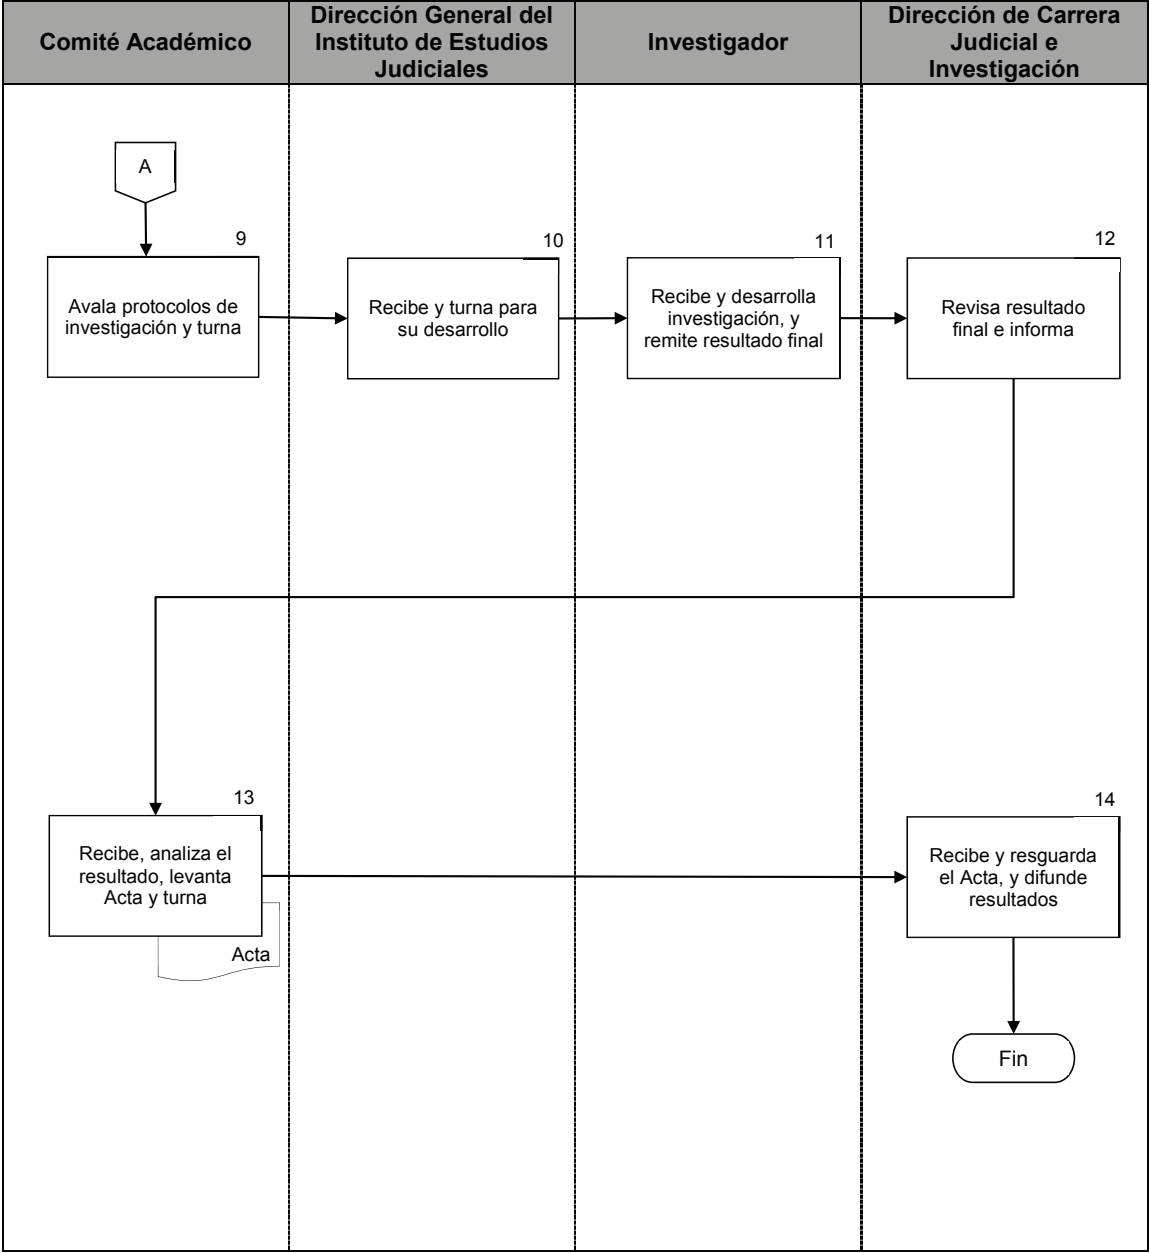 Comité Académico
Dirección General del
Instituto de Estudios
Judiciales
Investigador
Dirección de Carrera
Judicial e
Investigación
A
9
Avala protocolos de
investigación y turna
10
Recibe y turna para
su desarrollo
11
Recibe y desarrolla
investigación, y
remite resultado final
12
Revisa resultado
final e informa
13
Recibe, analiza el
resultado, levanta
Acta y turna
Acta
14
Recibe y resguarda
el Acta, y difunde
resultados
Fin